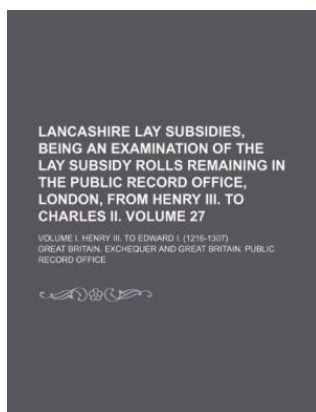 LANCASHIRE LAY SUBSIDIES,
BEING AN EXAMINATION OF THE
LAY SUBSIDY ROLLS REMAINING IN
THE PUBLIC RECORD OFFICE,
LONDON, FROM HENRY III. TO
CHARLES II. VOLUME 27
VOLUME I. HENRY III. TO EDWARD I. (1216-1307)
GREAT BRITAIN. EXCHEQUER AND GREAT BRITAIN. PUBLIC
RECORD OFFICE